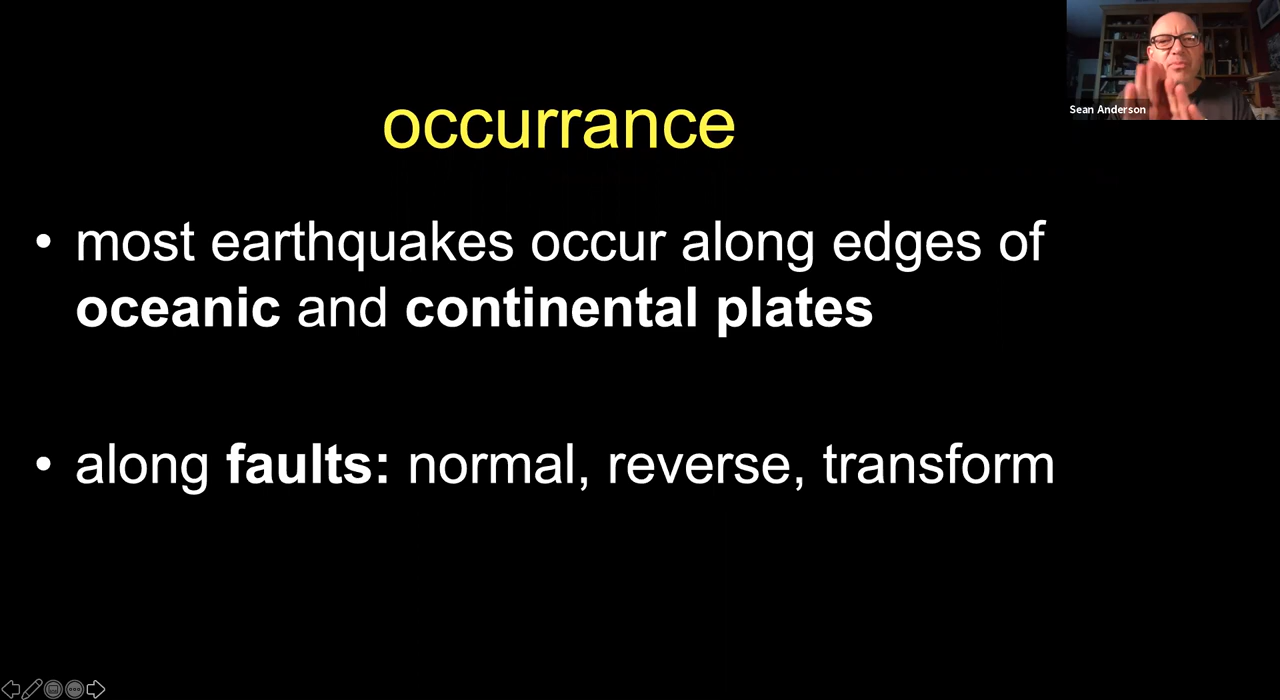 Sean Anderson
occurrance
• most earthquakes occur along edges of
oceanic and continental plates
• along faults: normal, reverse, transform